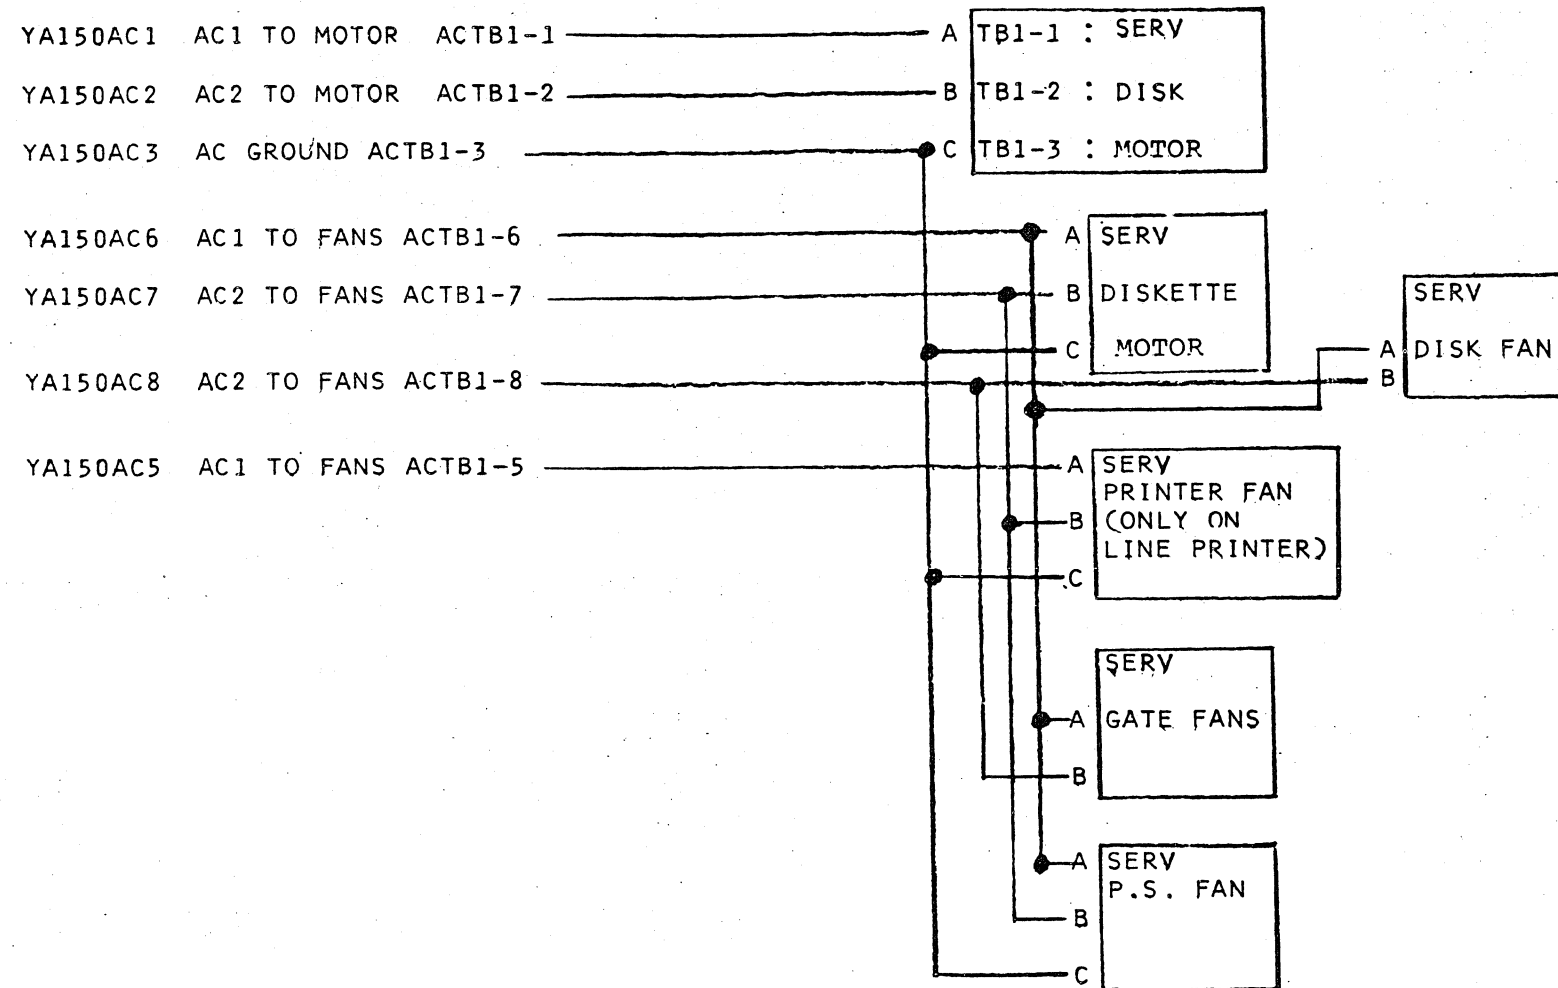 YA150AC1 AC1 TO MOTOR ACTB1-1 A TB1-1 : SERV
YA150AC2 AC2 TO MOTOR ACTB1-2 B TB1-2 : DISK
YA150AC3 AC GROUND ACTB1-3 C TB1-3 : MOTOR
YA150AC6 AC1 TO FANS ACTB1-6 A SERV
YA150AC7 AC2 TO FANS ACTB1-7 B DISKETTE SERV
C MOTOR A DISK FAN
YA150AC8 AC2 TO FANS ACTB1-8 B
YA150AC5 AC1 TO FANS ACTB1-5 A SERV
PRINTER FAN
B (ONLY ON
LINE PRINTER)
C
SERV
A GATE FANS
B
A SERV
P.S. FAN
B
C